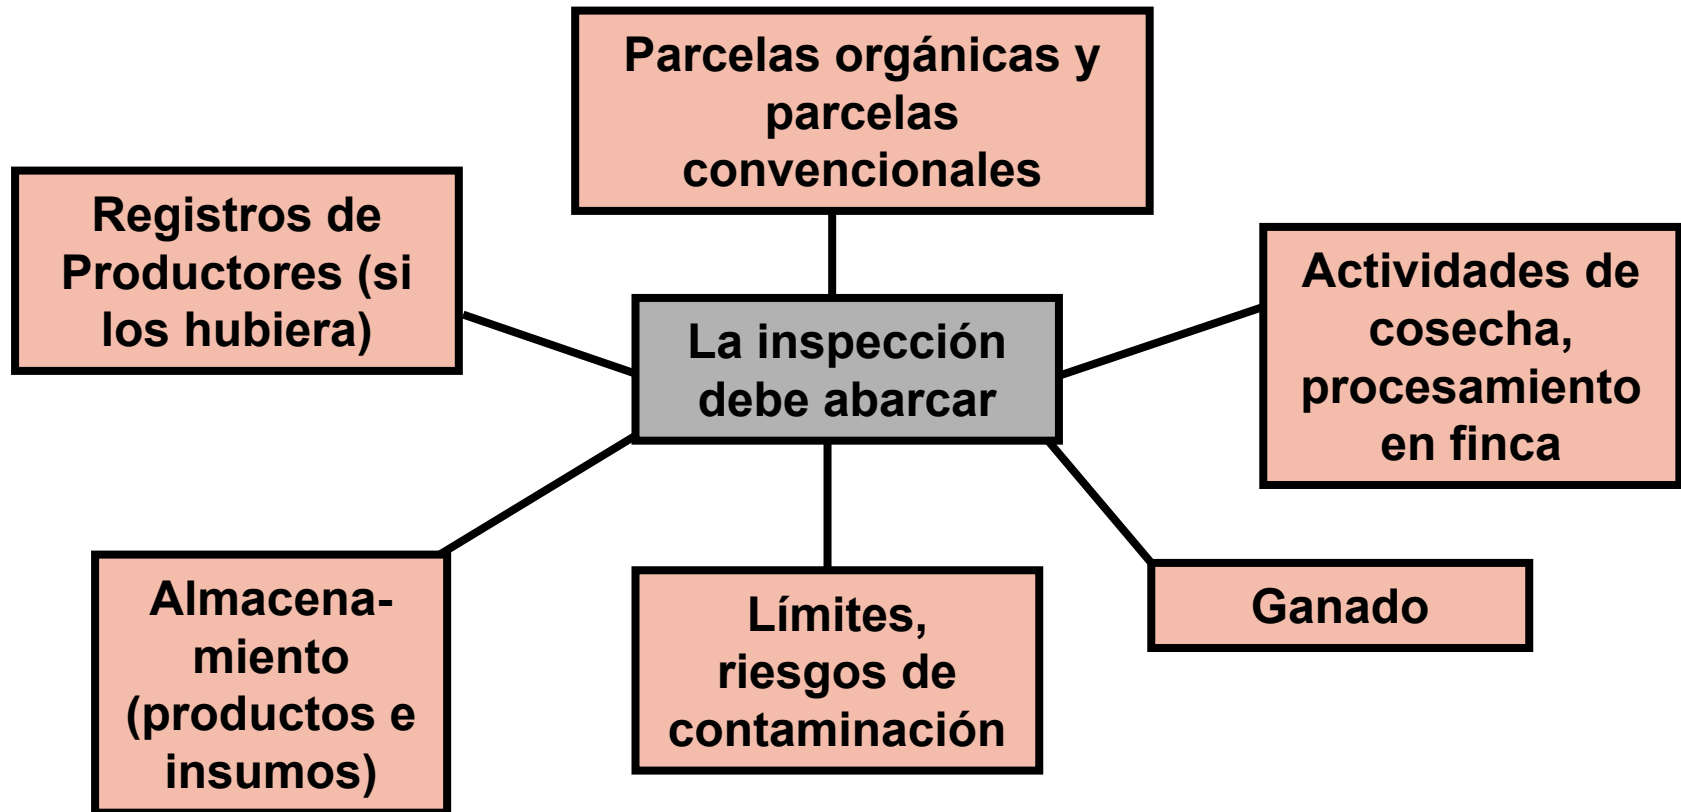 Parcelas orgánicas y
parcelas
convencionales
Registros de
Productores (si
los hubiera)
Actividades de
cosecha,
procesamiento
en finca
La inspección
debe abarcar
Almacena-
miento
(productos e
insumos)
Límites,
riesgos de
contaminación
Ganado